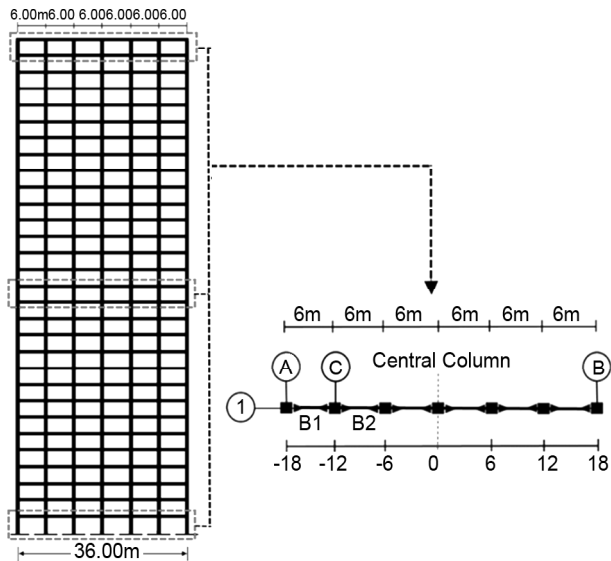 6.00m6.00 6.006.006.006.00
6m 6m 6m 6m 6m 6m
A C Central Column B
1
B1 B2
-18 -12 -6 0 6 12 18
36.00m